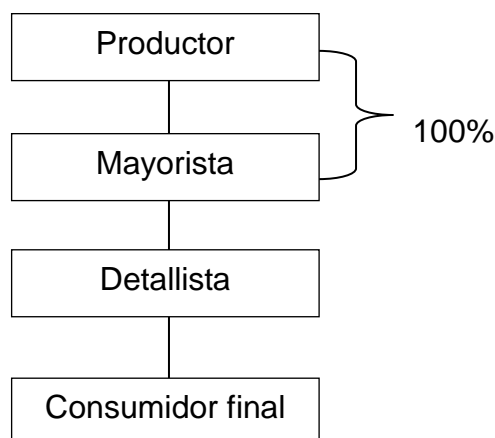 Productor
100%
Mayorista
Detallista
Consumidor final